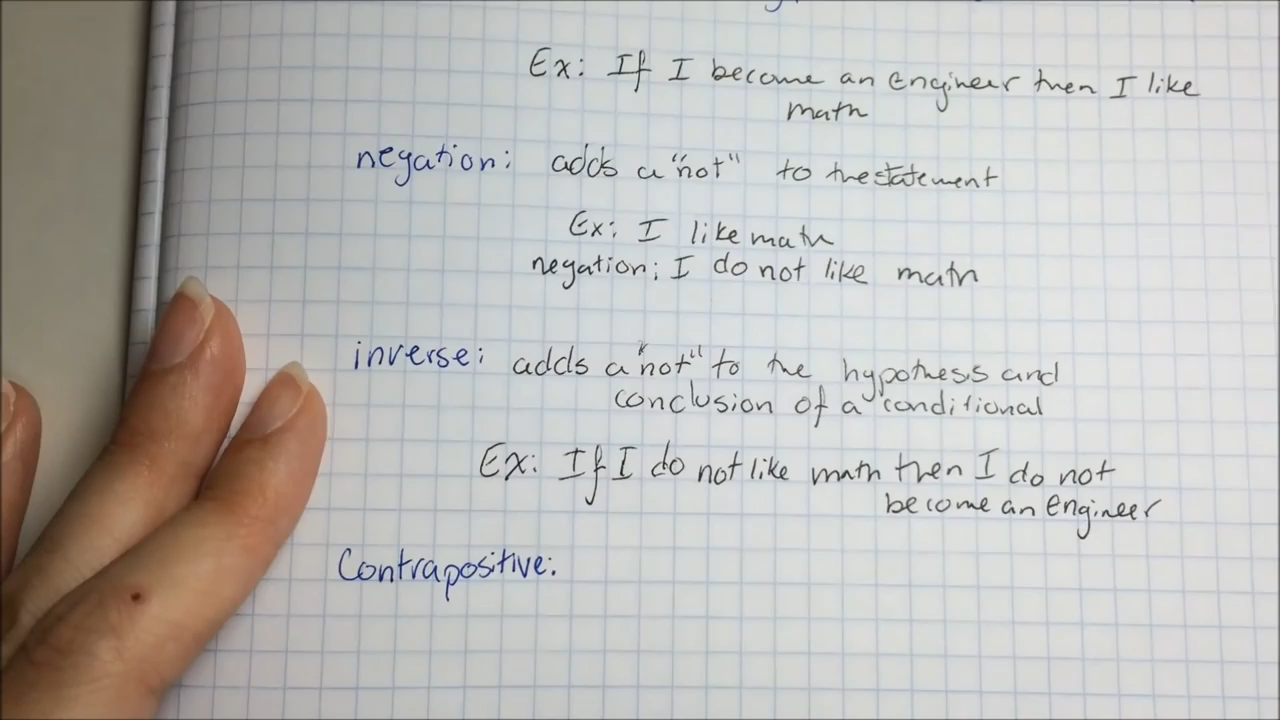 Ex: If I become an engineer then I like
math
negation: adds a "not" to the statement
Ex: I like math
negation: I do not like math
inverse: adds a "not" to the hypothesis and
conclusion of a conditional
Ex: If I do not like math then I do not
become an engineer
Contrapositive: